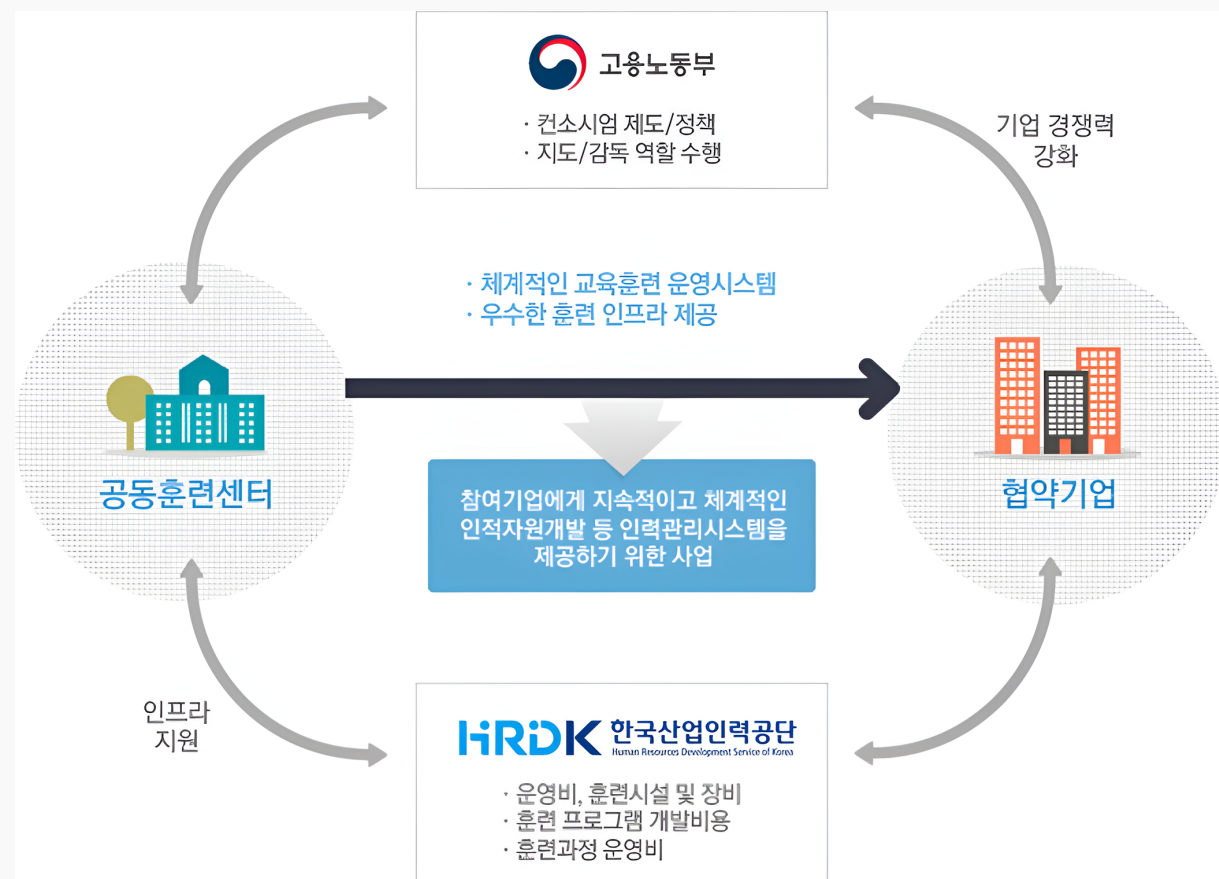 고용노동부
· 컨소시엄 제도/정책
· 지도/감독 역할 수행
기업 경쟁력
강화
· 체계적인 교육훈련 운영시스템
· 우수한 훈련 인프라 제공
공동훈련센터
협약기업
참여기업에게 지속적이고 체계적인
인적자원개발 등 인력관리시스템을
제공하기 위한 사업
인프라
지원
HRDK 한국산업인력공단
Human Resources Development Service of Korea
· 운영비, 훈련시설 및 장비
· 훈련 프로그램 개발비용
· 훈련과정 운영비